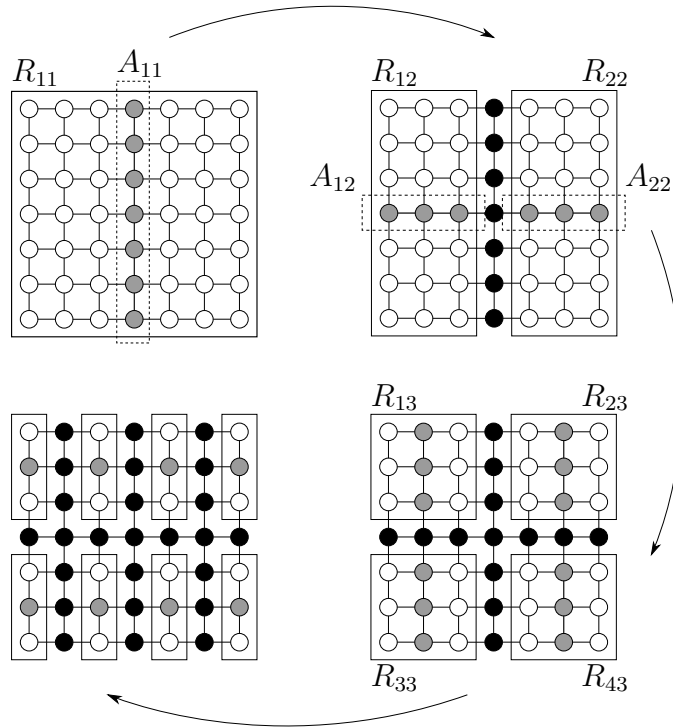 R₁₁ A₁₁
R₁₂ R₂₂
A₁₂ A₂₂
R₁₃ R₂₃
R₃₃ R₄₃